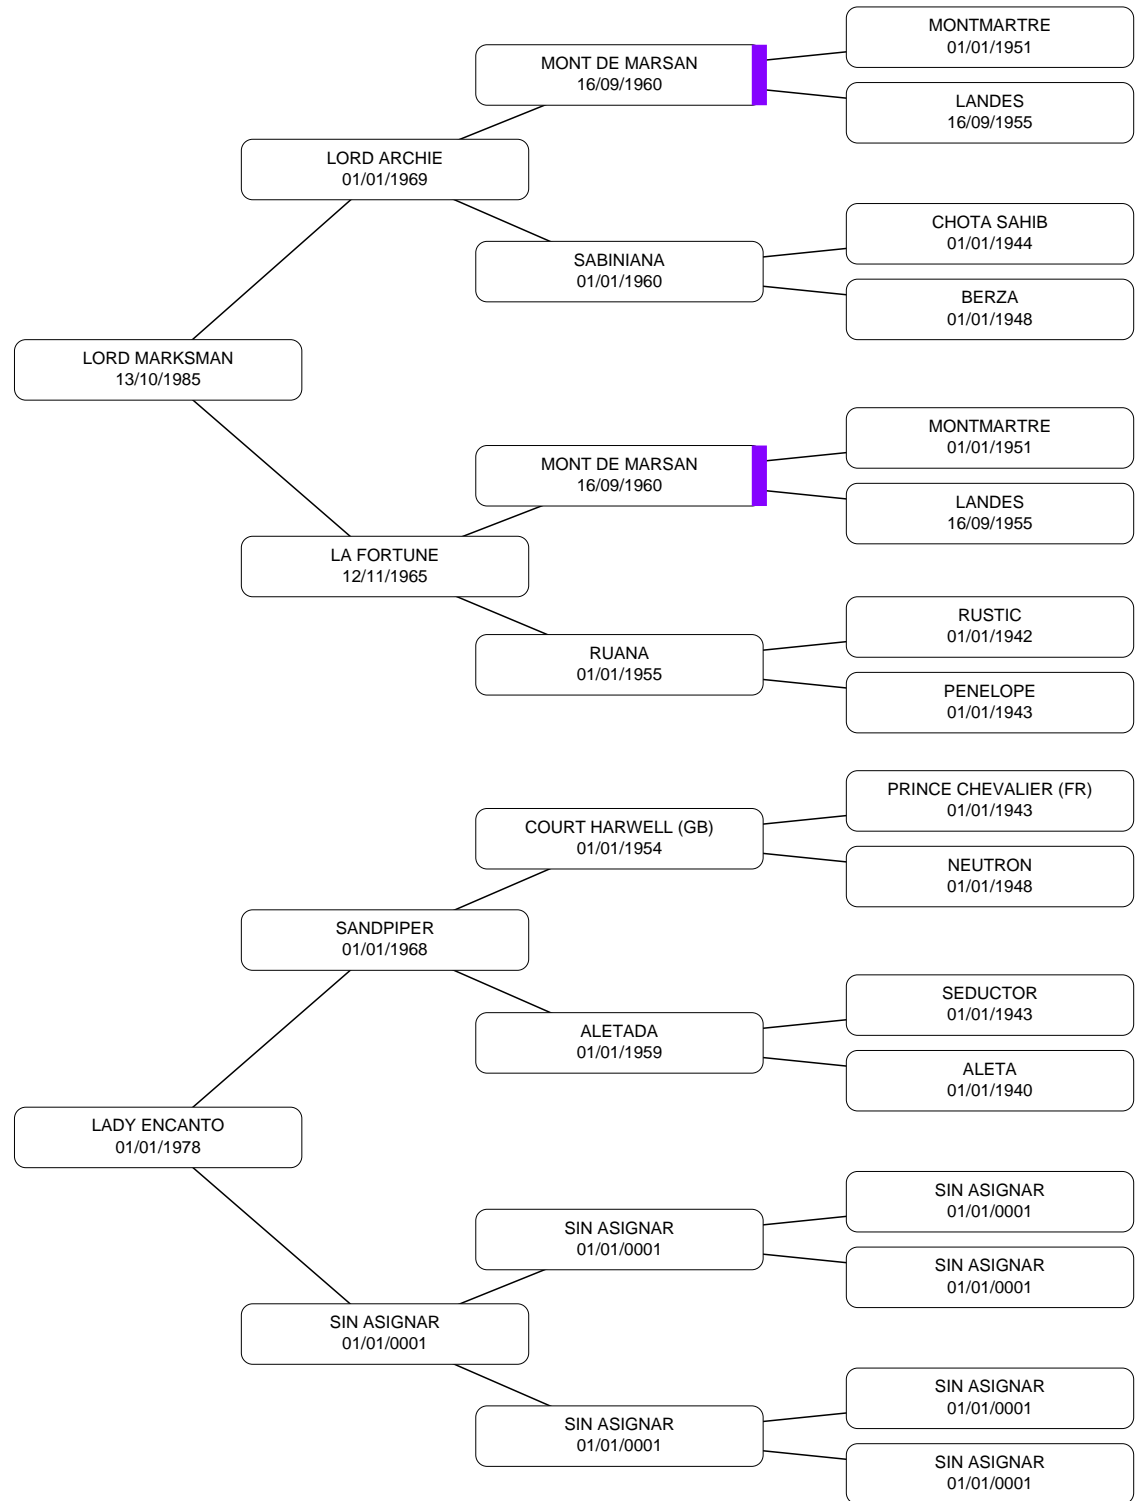 MONTMARTRE
01/01/1951
MONT DE MARSAN
16/09/1960
LANDES
16/09/1955
LORD ARCHIE
01/01/1969
CHOTA SAHIB
01/01/1944
SABINIANA
01/01/1960
BERZA
01/01/1948
LORD MARKSMAN
13/10/1985
MONTMARTRE
01/01/1951
MONT DE MARSAN
16/09/1960
LANDES
16/09/1955
LA FORTUNE
12/11/1965
RUSTIC
01/01/1942
RUANA
01/01/1955
PENELOPE
01/01/1943
PRINCE CHEVALIER (FR)
01/01/1943
COURT HARWELL (GB)
01/01/1954
NEUTRON
01/01/1948
SANDPIPER
01/01/1968
SEDUCTOR
01/01/1943
ALETADA
01/01/1959
ALETA
01/01/1940
LADY ENCANTO
01/01/1978
SIN ASIGNAR
01/01/0001
SIN ASIGNAR
01/01/0001
SIN ASIGNAR
01/01/0001
SIN ASIGNAR
01/01/0001
SIN ASIGNAR
01/01/0001
SIN ASIGNAR
01/01/0001
SIN ASIGNAR
01/01/0001